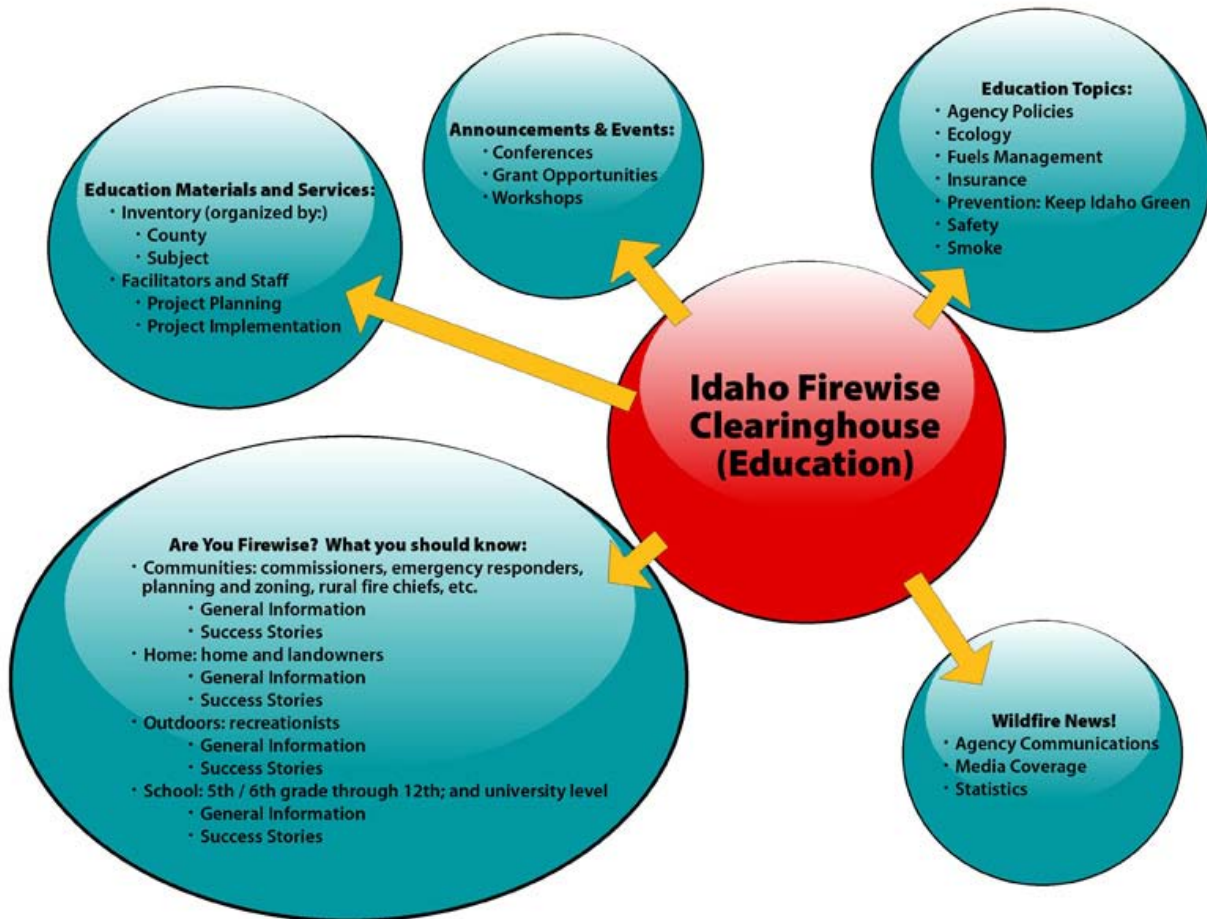 Education Materials and Services:
· Inventory (organized by:)
· County
· Subject
· Facilitators and Staff
· Project Planning
· Project Implementation
Announcements & Events:
· Conferences
· Grant Opportunities
· Workshops
Education Topics:
· Agency Policies
· Ecology
· Fuels Management
· Insurance
· Prevention: Keep Idaho Green
· Safety
· Smoke
Idaho Firewise
Clearinghouse
(Education)
Are You Firewise? What you should know:
· Communities: commissioners, emergency responders,
planning and zoning, rural fire chiefs, etc.
· General Information
· Success Stories
· Home: home and landowners
· General Information
· Success Stories
· Outdoors: recreationists
· General Information
· Success Stories
· School: 5th / 6th grade through 12th; and university level
· General Information
· Success Stories
Wildfire News!
· Agency Communications
· Media Coverage
· Statistics